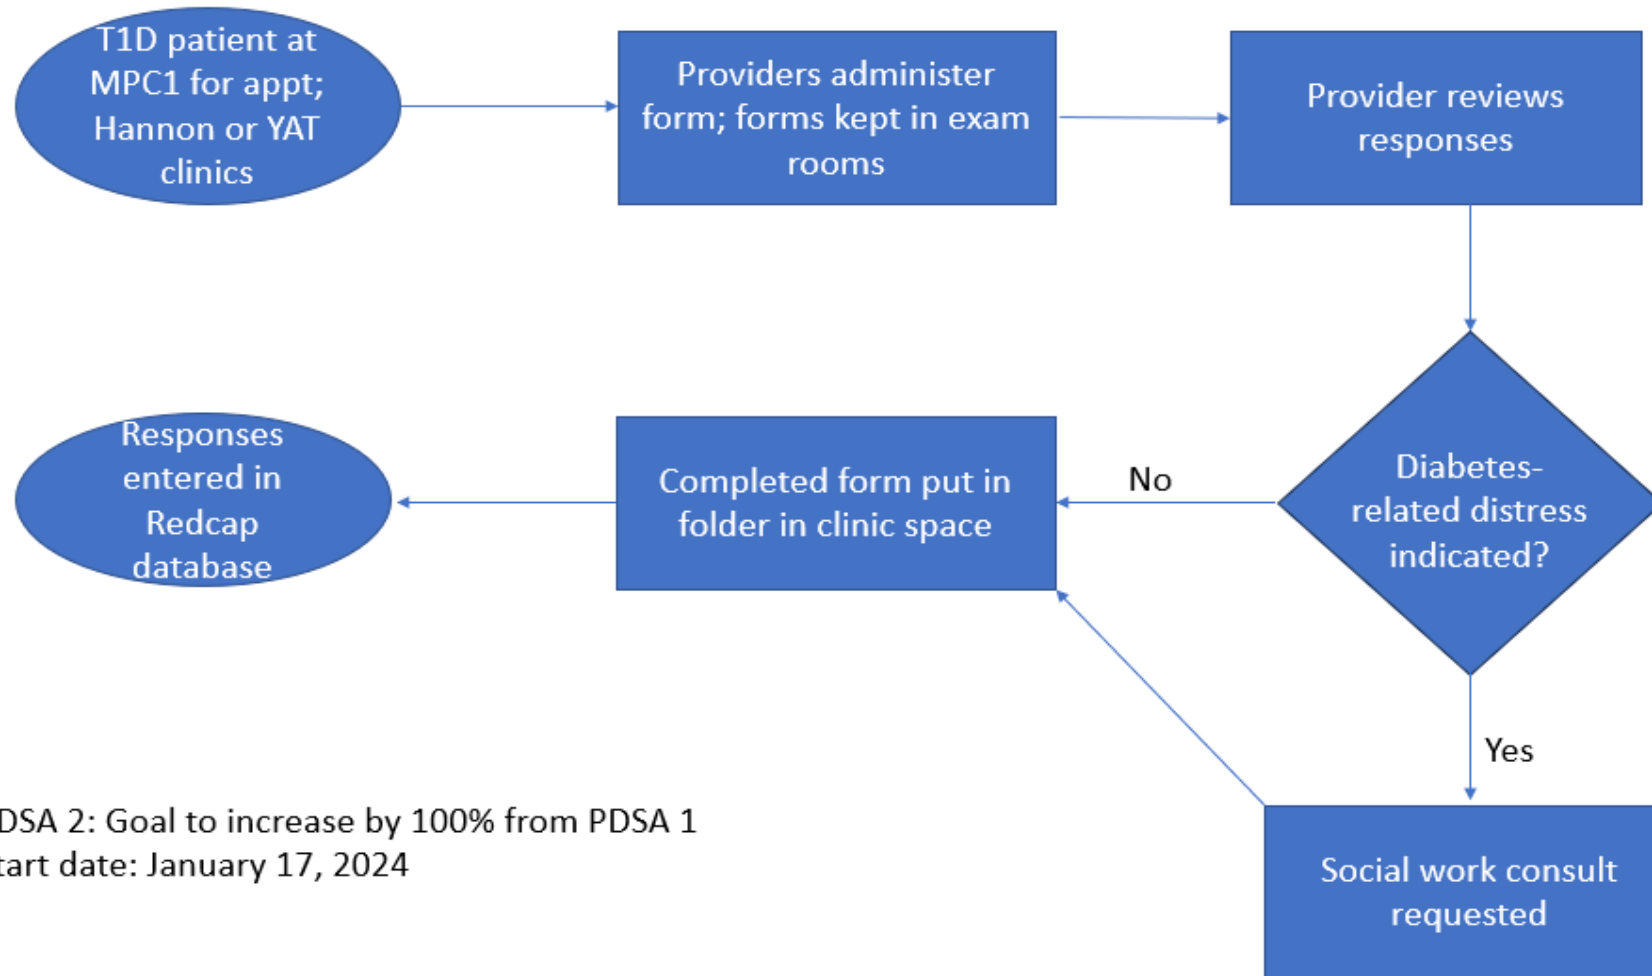 T1D patient at
MPC1 for appt;
Hannon or YAT
clinics
Providers administer
form; forms kept in exam
rooms
Provider reviews
responses
Diabetes-
related distress
indicated?
No
Completed form put in
folder in clinic space
Responses
entered in
Redcap
database
Yes
Social work consult
requested
DSA 2: Goal to increase by 100% from PDSA 1
tart date: January 17, 2024